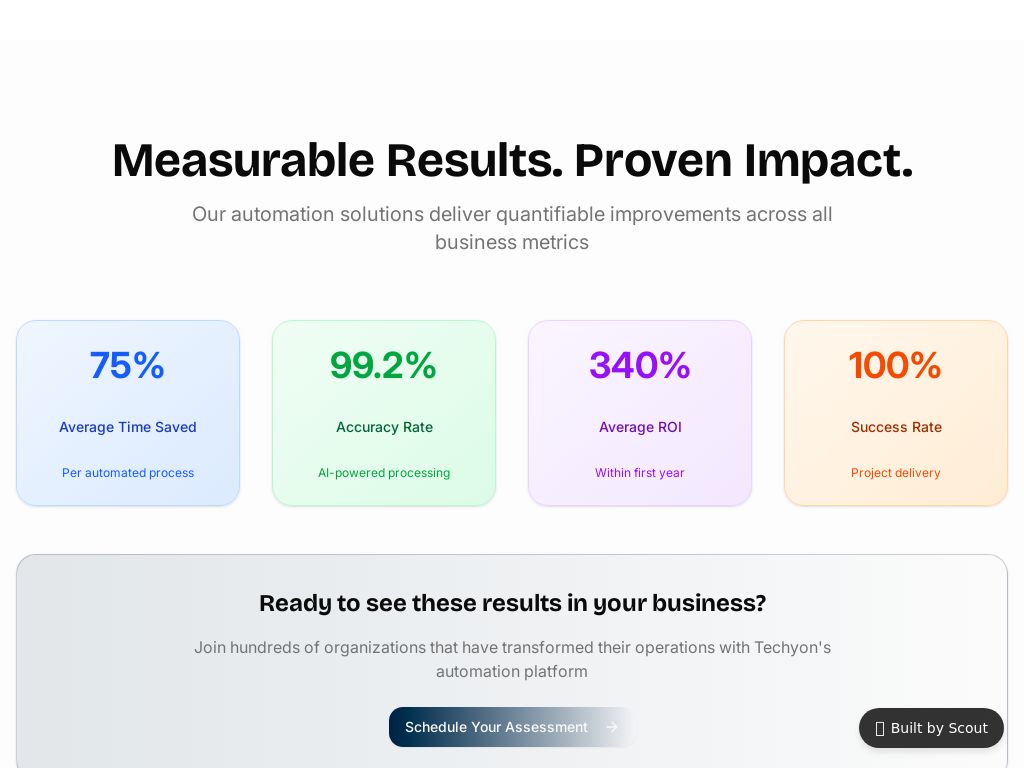 Measurable Results. Proven Impact.
Our automation solutions deliver quantifiable improvements across all
business metrics
75%
Average Time Saved
Per automated process
99.2%
Accuracy Rate
AI-powered processing
340%
Average ROI
Within first year
100%
Success Rate
Project delivery
Ready to see these results in your business?
Join hundreds of organizations that have transformed their operations with Techyon's
automation platform
Schedule Your Assessment →
Built by Scout